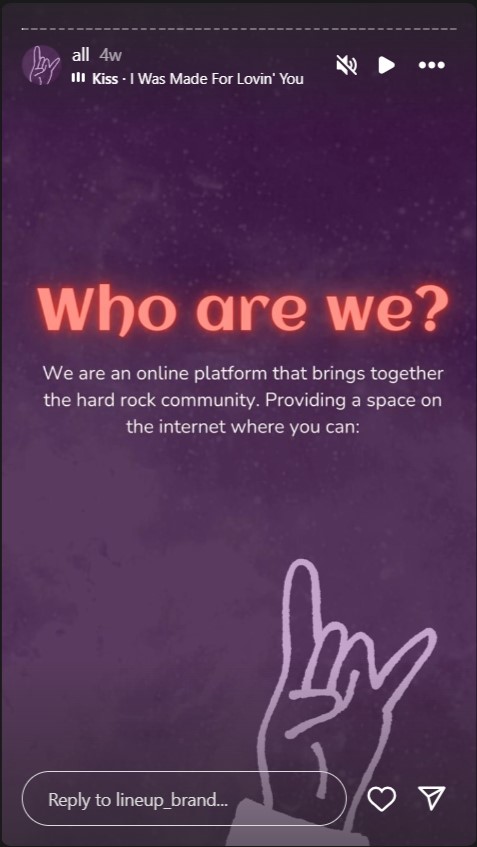 all 4w
Kiss · I Was Made For Lovin' You
Who are we?
We are an online platform that brings together
the hard rock community. Providing a space on
the internet where you can:
Reply to lineup_brand...